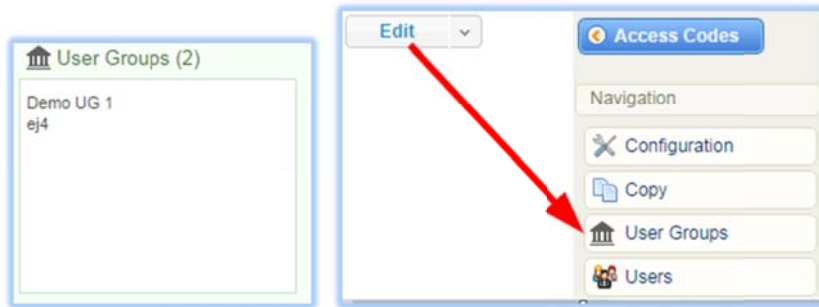 User Groups (2)
Demo UG 1
ej4
Edit
Access Codes
Navigation
Configuration
Copy
User Groups
Users